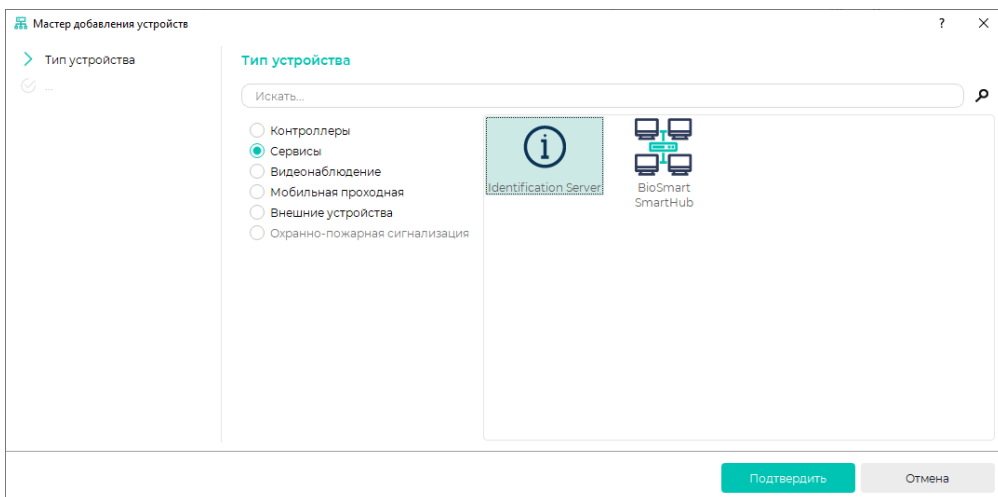 Мастер добавления устройств
?
Тип устройства
...
Тип устройства
Искать...
Контроллеры
Сервисы
Видеонаблюдение
Мобильная проходная
Внешние устройства
Охранно-пожарная сигнализация
Identification Server
BioSmart
SmartHub
Подтвердить
Отмена